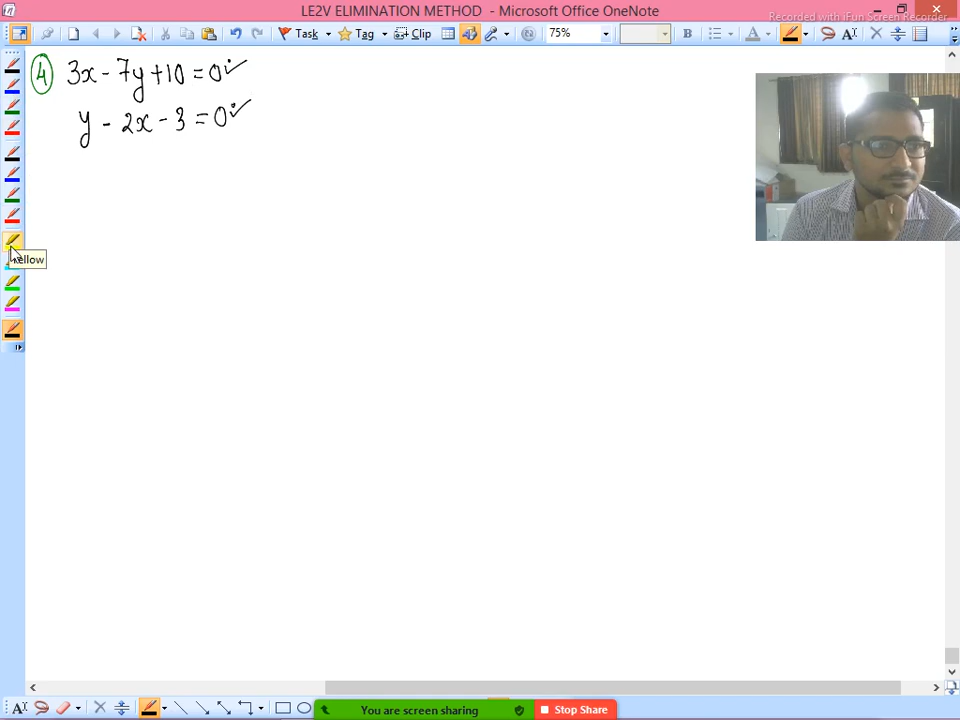 LE2V ELIMINATION METHOD - Microsoft Office OneNote
Recorded with iFun Screen Recorder
Task Tag Clip 75% B A A
④ 3x - 7y + 10 = 0 ✓
y - 2x - 3 = 0 ✓
Yellow
You are screen sharing Stop Share